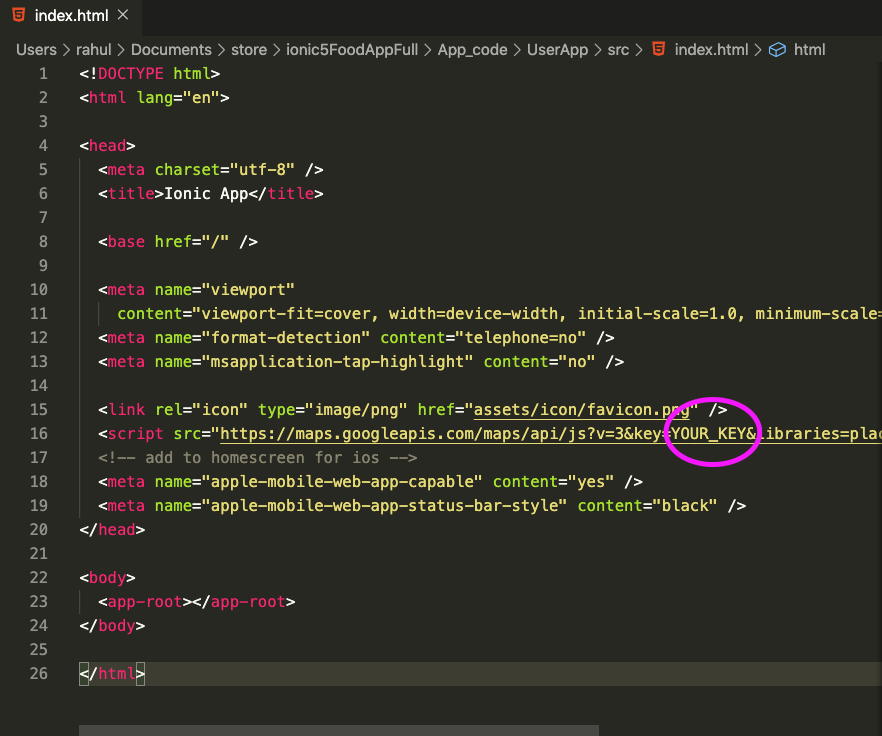 index.html
Users > rahul > Documents > store > ionic5FoodAppFull > App_code > UserApp > src > index.html > html
1 <!DOCTYPE html>
2 <html lang="en">
3
4 <head>
5 <meta charset="utf-8" />
6 <title>Ionic App</title>
7
8 <base href="/" />
9
10 <meta name="viewport"
11 content="viewport-fit=cover, width=device-width, initial-scale=1.0, minimum-scale=
12 <meta name="format-detection" content="telephone=no" />
13 <meta name="msapplication-tap-highlight" content="no" />
14
15 <link rel="icon" type="image/png" href="assets/icon/favicon.png" />
16 <script src="https://maps.googleapis.com/maps/api/js?v=3&key=YOUR_KEY&libraries=plac
17 <!-- add to homescreen for ios -->
18 <meta name="apple-mobile-web-app-capable" content="yes" />
19 <meta name="apple-mobile-web-app-status-bar-style" content="black" />
20 </head>
21
22 <body>
23 <app-root></app-root>
24 </body>
25
26 </html>